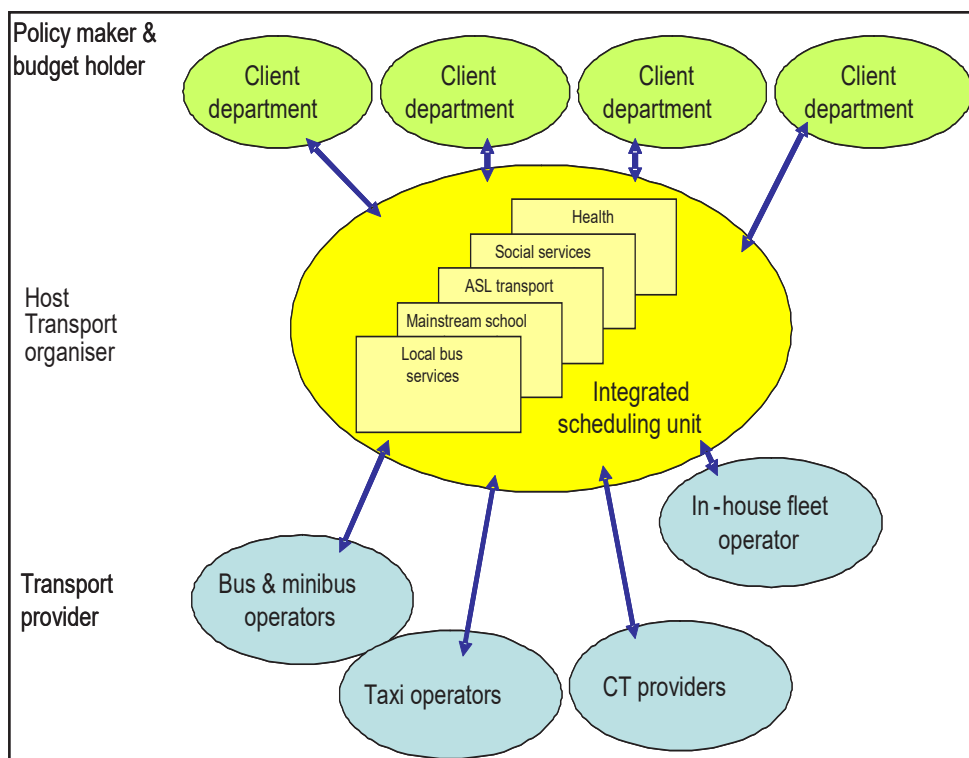 Policy maker &
budget holder
Client
department
Client
department
Client
department
Client
department
Health
Social services
ASL transport
Mainstream school
Local bus
services
Host
Transport
organiser
Integrated
scheduling unit
In-house fleet
operator
Transport
provider
Bus & minibus
operators
Taxi operators
CT providers